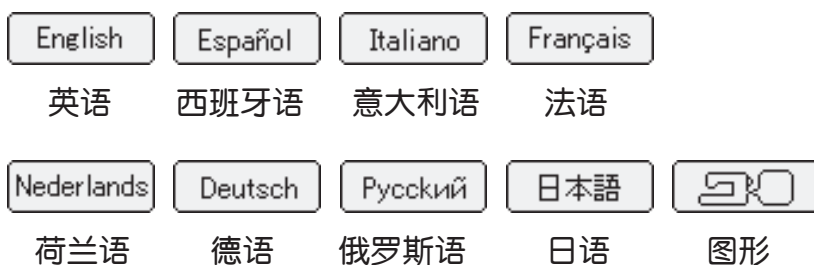 English Español Italiano Français
英语 西班牙语 意大利语 法语
Nederlands Deutsch Русский 日本語
荷兰语 德语 俄罗斯语 日语 图形